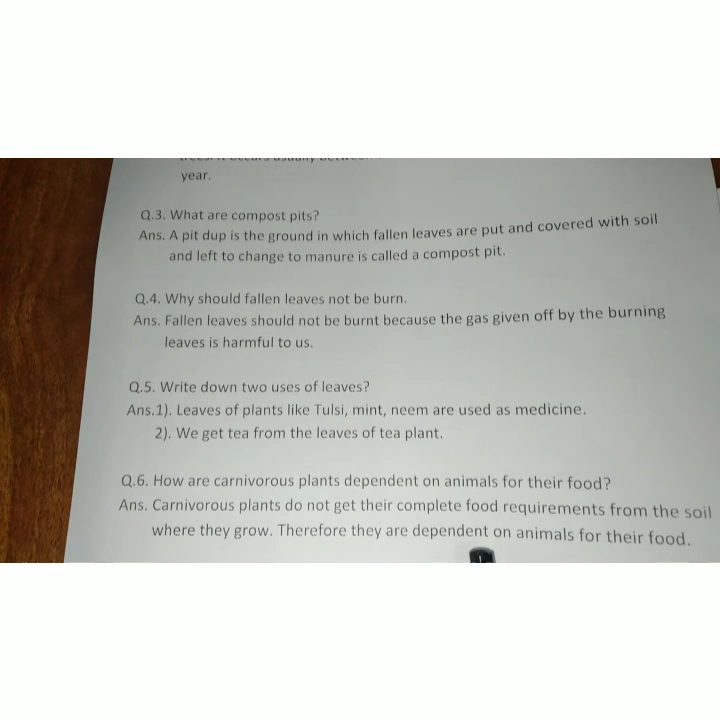 year.
Q.3. What are compost pits?
Ans. A pit dup is the ground in which fallen leaves are put and covered with soil
and left to change to manure is called a compost pit.
Q.4. Why should fallen leaves not be burn.
Ans. Fallen leaves should not be burnt because the gas given off by the burning
leaves is harmful to us.
Q.5. Write down two uses of leaves?
Ans.1). Leaves of plants like Tulsi, mint, neem are used as medicine.
2). We get tea from the leaves of tea plant.
Q.6. How are carnivorous plants dependent on animals for their food?
Ans. Carnivorous plants do not get their complete food requirements from the soil
where they grow. Therefore they are dependent on animals for their food.